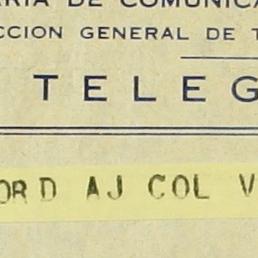 ARIA DE COMUNICA
CCION GENERAL DE T
TELEG
ORD AJ COL V